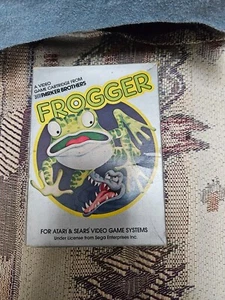 A VIDEO
GAME CARTRIDGE FROM
PARKER BROTHERS
FROGGER
FOR ATARI & SEARS VIDEO GAME SYSTEMS
Under License from Sega Enterprises Inc.